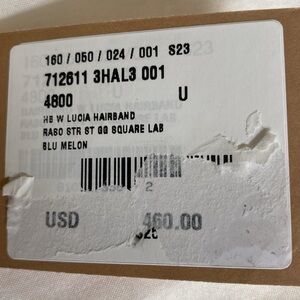 160 / 050 / 024 / 001 S23
712611 3HAL3 001
4800 U
HB W LUCIA HAIRBAND
RASO STR ST GG SQUARE LAB
BLU MELON
2
USD 460.00